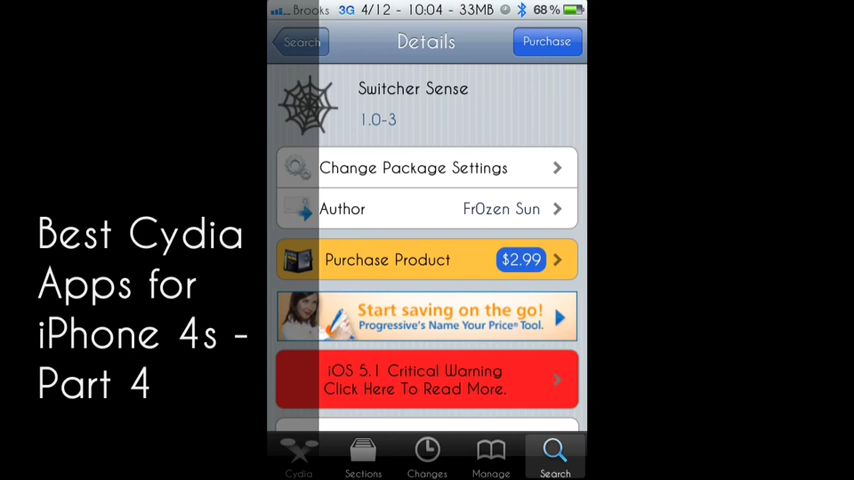 Brooks 3G 4/12 - 10:04 - 33MB 68%
Search Details Purchase
Switcher Sense
1.0-3
Change Package Settings
Author Fr0zen Sun
Purchase Product $2.99
Start saving on the go!
Progressive's Name Your Price® Tool.
iOS 5.1 Critical Warning
Click Here To Read More.
Cydia Sections Changes Manage Search
Best Cydia
Apps for
iPhone 4s -
Part 4